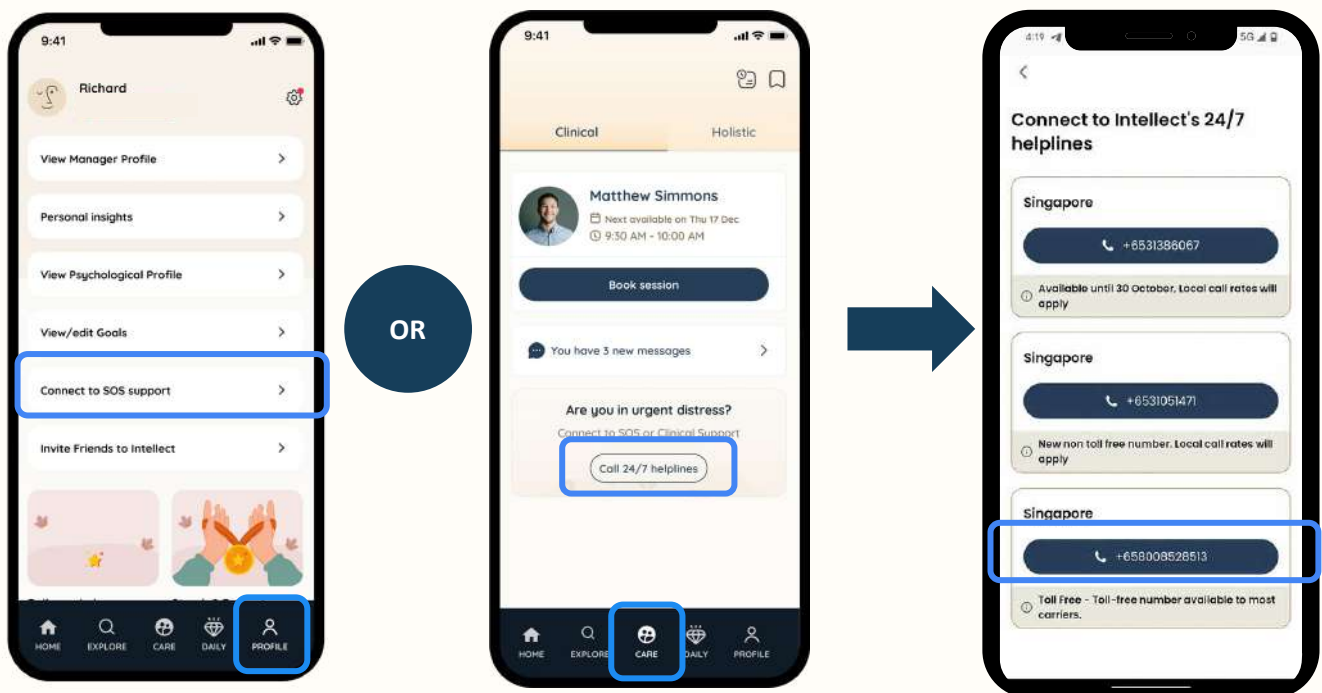 9:41
Richard
View Manager Profile
Personal insights
View Psychological Profile
View/edit Goals
Connect to SOS support
Invite Friends to Intellect
HOME EXPLORE CARE DAILY PROFILE
OR
9:41
Clinical Holistic
Matthew Simmons
Next available on Thu 17 Dec
9:30 AM - 10:00 AM
Book session
You have 3 new messages
Are you in urgent distress?
Connect to SOS or Clinical Support
Call 24/7 helplines
HOME EXPLORE CARE DAILY PROFILE
4:19 5G
Connect to Intellect's 24/7
helplines
Singapore
+6531386067
Available until 30 October. Local call rates will
apply
Singapore
+6531051471
New non toll free number. Local call rates will
apply
Singapore
+658008528513
Toll Free - Toll-free number available to most
carriers.